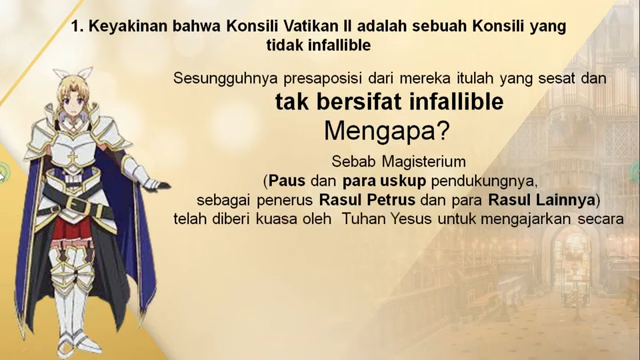 1. Keyakinan bahwa Konsili Vatikan II adalah sebuah Konsili yang
tidak infallible
Sesungguhnya presaposisi dari mereka itulah yang sesat dan
tak bersifat infallible
Mengapa?
Sebab Magisterium
(Paus dan para uskup pendukungnya,
sebagai penerus Rasul Petrus dan para Rasul Lainnya)
telah diberi kuasa oleh Tuhan Yesus untuk mengajarkan secara